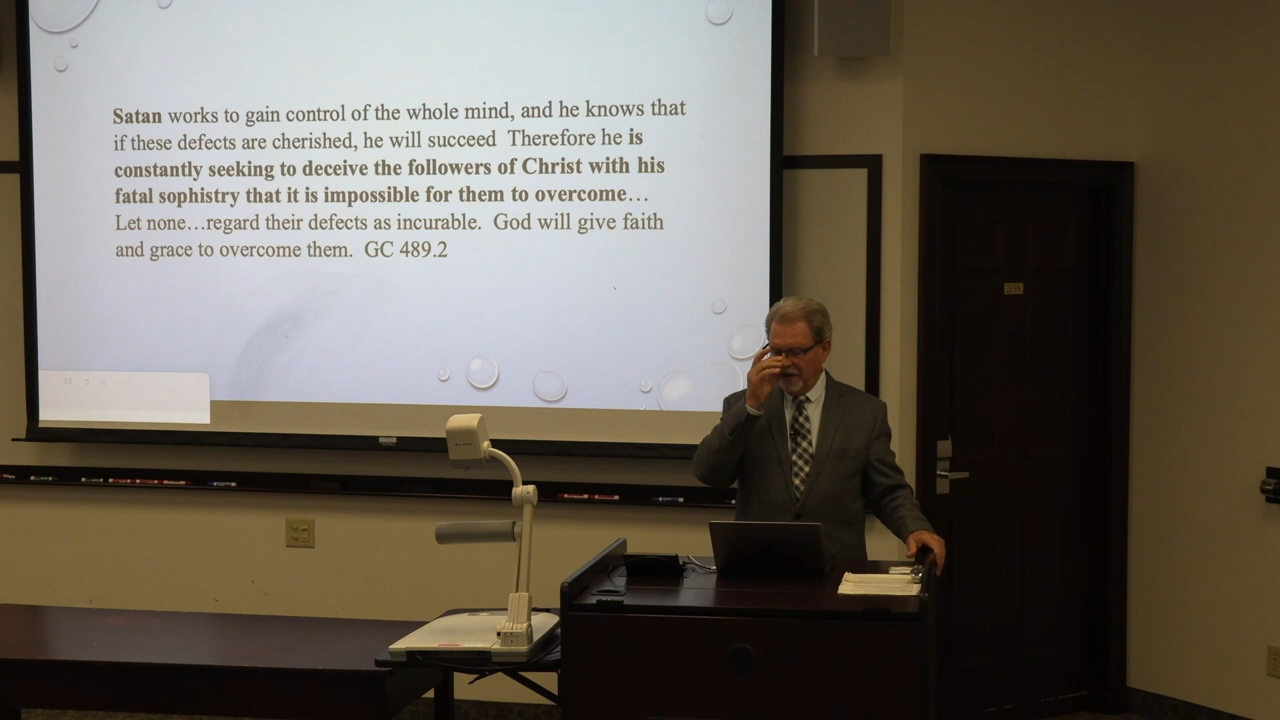 Satan works to gain control of the whole mind, and he knows that
if these defects are cherished, he will succeed  Therefore he is
constantly seeking to deceive the followers of Christ with his
fatal sophistry that it is impossible for them to overcome…
Let none…regard their defects as incurable.  God will give faith
and grace to overcome them.  GC 489.2